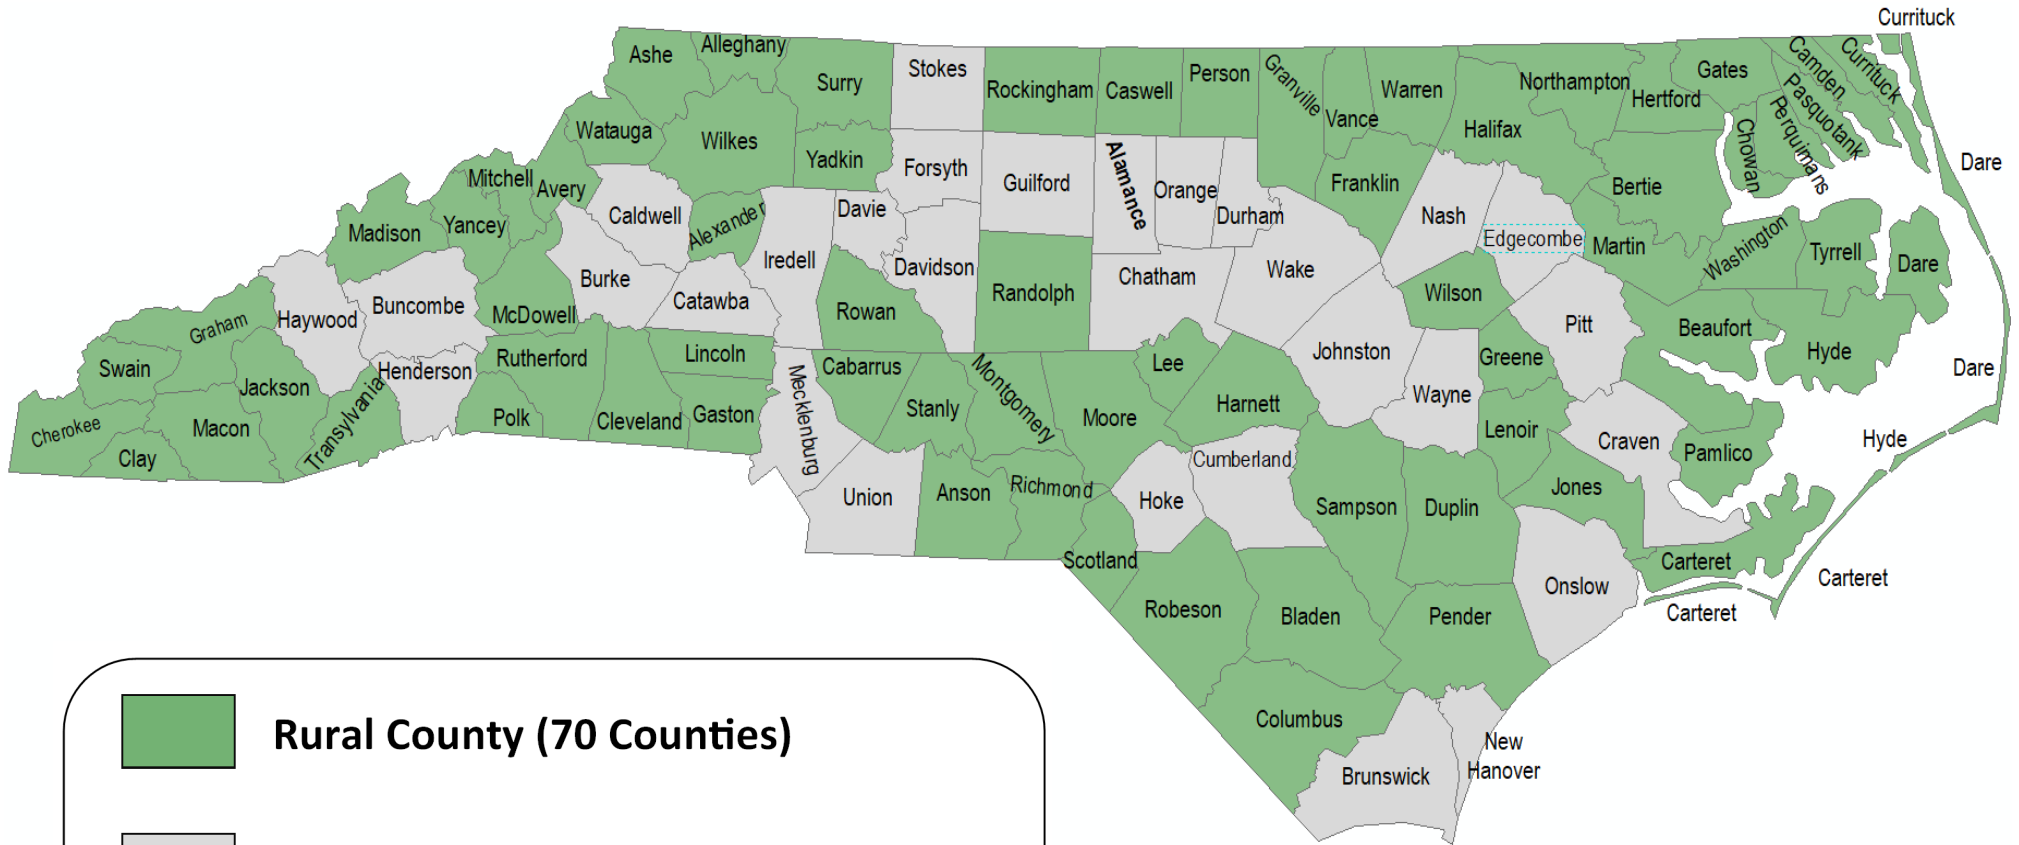 Currituck
Ashe
Alleghany
Surry
Stokes
Rockingham
Caswell
Person
Granville
Vance
Warren
Northampton
Halifax
Hertford
Gates
Camden
Currituck
Pasquotank
Perquimans
Chowan
Dare
Watauga
Wilkes
Yadkin
Forsyth
Guilford
Alamance
Orange
Durham
Franklin
Nash
Edgecombe
Bertie
Martin
Washington
Tyrrell
Dare
Mitchell
Avery
Caldwell
Alexander
Iredell
Davie
Davidson
Randolph
Chatham
Wake
Wilson
Madison
Yancey
Burke
Catawba
Rowan
Buncombe
McDowell
Haywood
Graham
Swain
Jackson
Henderson
Rutherford
Lincoln
Cabarrus
Montgomery
Lee
Johnston
Greene
Pitt
Beaufort
Hyde
Dare
Cherokee
Clay
Macon
Transylvania
Polk
Cleveland
Gaston
Mecklenburg
Stanly
Moore
Harnett
Wayne
Lenoir
Craven
Pamlico
Hyde
Union
Anson
Richmond
Hoke
Cumberland
Sampson
Duplin
Jones
Scotland
Robeson
Bladen
Pender
Onslow
Carteret
Carteret
Carteret
Columbus
Brunswick
New
Hanover
Rural County (70 Counties)